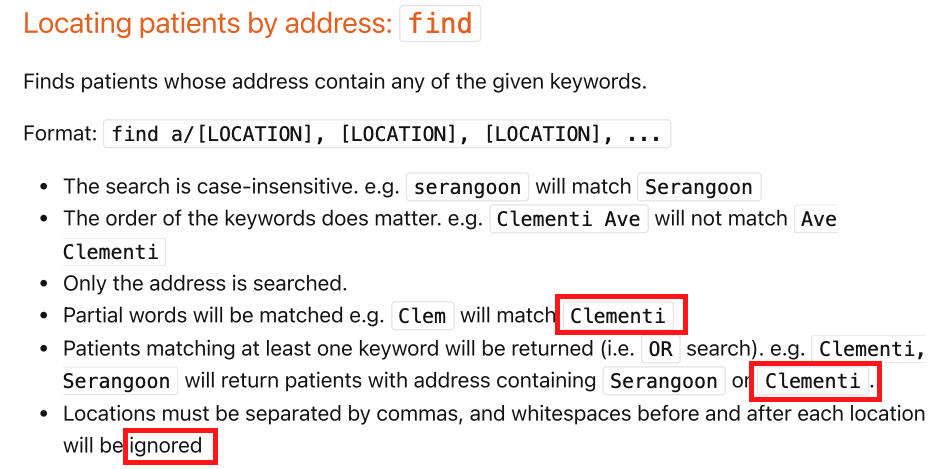 Locating patients by address: find
Finds patients whose address contain any of the given keywords.
Format: find a/[LOCATION], [LOCATION], [LOCATION], ...
• The search is case-insensitive. e.g. serangoon will match Serangoon
• The order of the keywords does matter. e.g. Clementi Ave will not match Ave
Clementi
• Only the address is searched.
• Partial words will be matched e.g. Clem will match Clementi
• Patients matching at least one keyword will be returned (i.e. OR search). e.g. Clementi,
Serangoon will return patients with address containing Serangoon or Clementi.
• Locations must be separated by commas, and whitespaces before and after each location
will be ignored